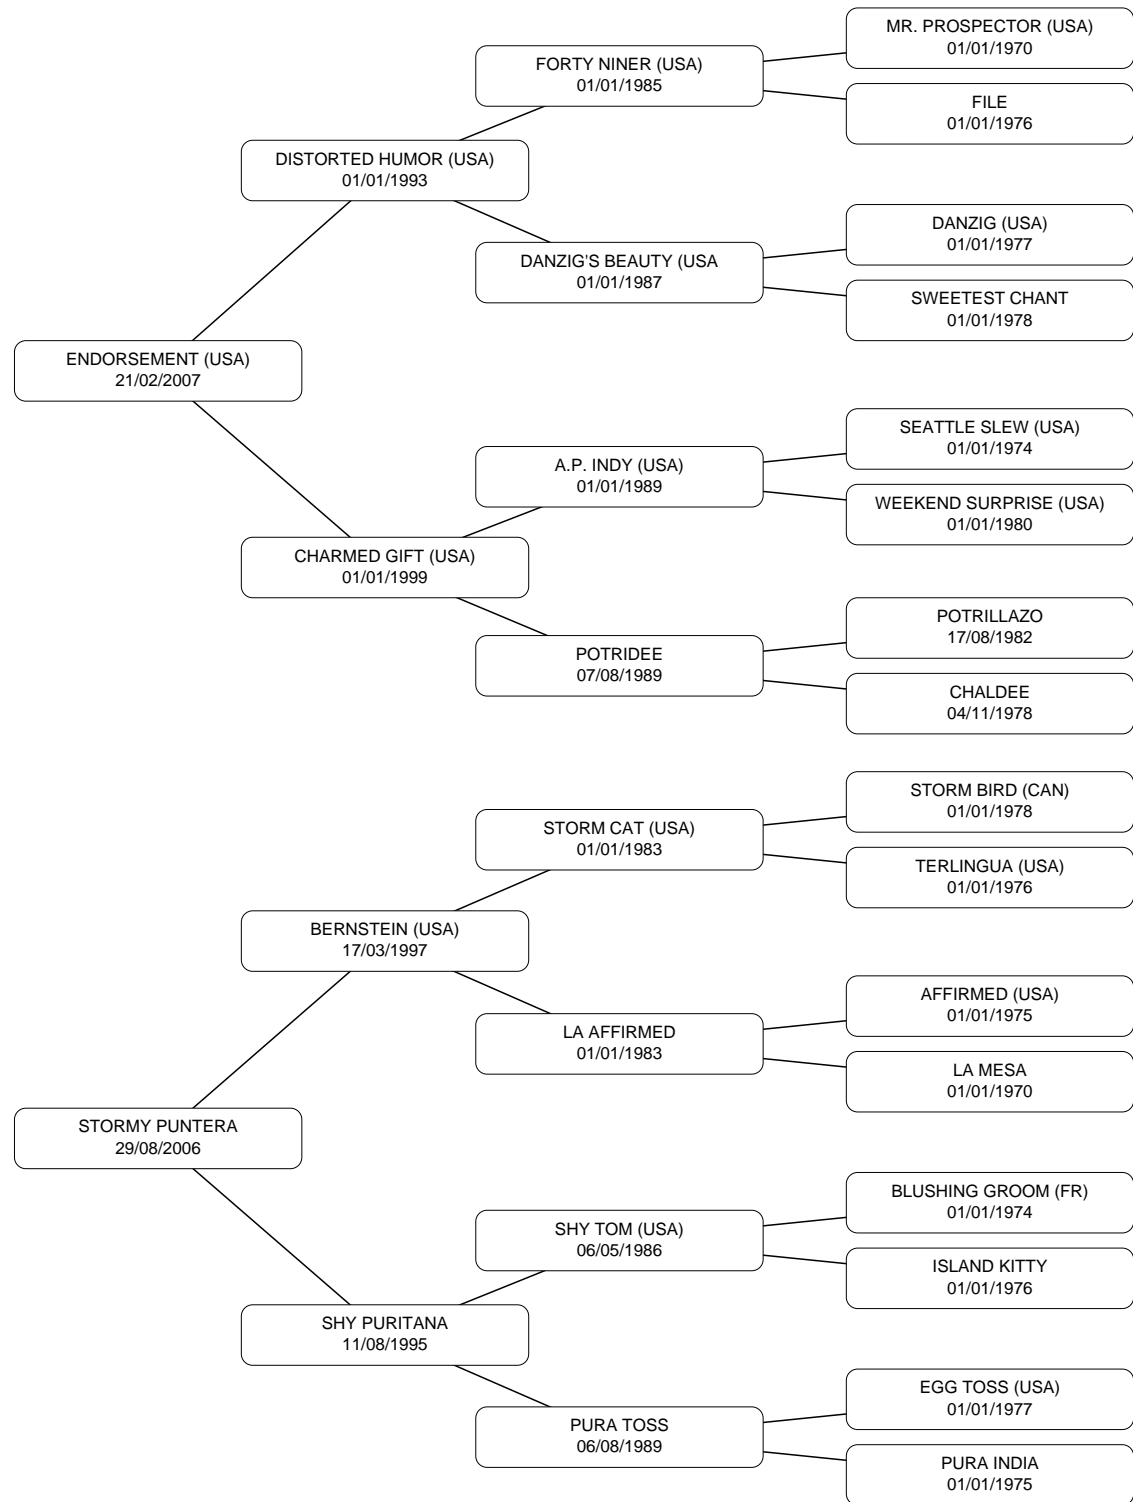 MR. PROSPECTOR (USA)
01/01/1970
FORTY NINER (USA)
01/01/1985
FILE
01/01/1976
DISTORTED HUMOR (USA)
01/01/1993
DANZIG (USA)
01/01/1977
DANZIG'S BEAUTY (USA
01/01/1987
SWEETEST CHANT
01/01/1978
ENDORSEMENT (USA)
21/02/2007
SEATTLE SLEW (USA)
01/01/1974
A.P. INDY (USA)
01/01/1989
WEEKEND SURPRISE (USA)
01/01/1980
CHARMED GIFT (USA)
01/01/1999
POTRILLAZO
17/08/1982
POTRIDEE
07/08/1989
CHALDEE
04/11/1978
STORM BIRD (CAN)
01/01/1978
STORM CAT (USA)
01/01/1983
TERLINGUA (USA)
01/01/1976
BERNSTEIN (USA)
17/03/1997
AFFIRMED (USA)
01/01/1975
LA AFFIRMED
01/01/1983
LA MESA
01/01/1970
STORMY PUNTERA
29/08/2006
BLUSHING GROOM (FR)
01/01/1974
SHY TOM (USA)
06/05/1986
ISLAND KITTY
01/01/1976
SHY PURITANA
11/08/1995
EGG TOSS (USA)
01/01/1977
PURA TOSS
06/08/1989
PURA INDIA
01/01/1975